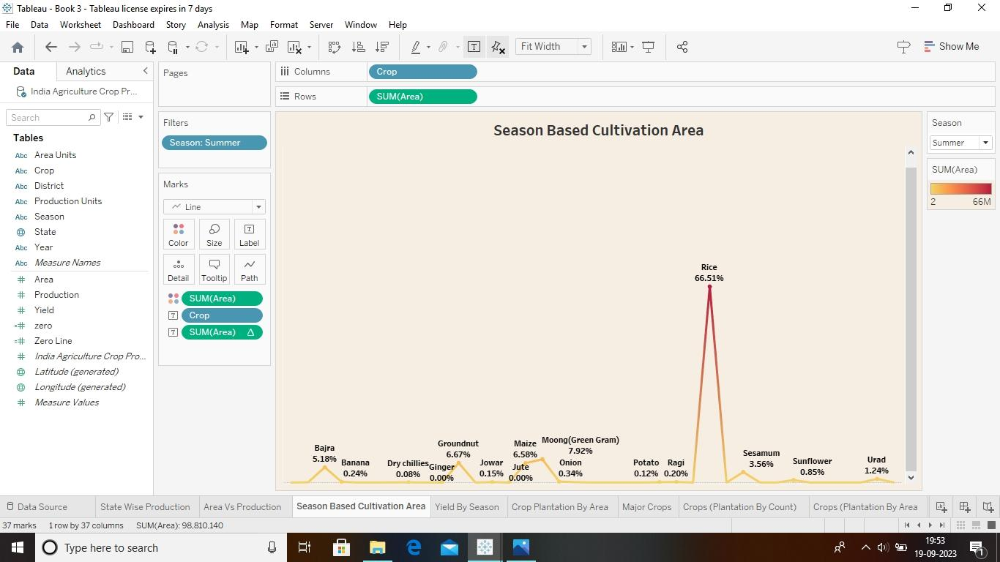 Tableau - Book 3 - Tableau license expires in 7 days
File Data Worksheet Dashboard Story Analysis Map Format Server Window Help
Fit Width
Show Me
Data Analytics
India Agriculture Crop Pr...
Search
Tables
Abc Area Units
Abc Crop
Abc District
Abc Production Units
Abc Season
State
Abc Year
Abc Measure Names
Area
Production
Yield
zero
Zero Line
India Agriculture Crop Pro...
Latitude (generated)
Longitude (generated)
Measure Values
Pages
Filters
Season: Summer
Marks
Line
Color Size Label
Detail Tooltip Path
SUM(Area)
Crop
SUM(Area) Δ
Columns Crop
Rows SUM(Area)
Season Based Cultivation Area
Rice
66.51%
Bajra
5.18%
Banana
0.24%
Dry chillies
0.08%
Ginger
0.00%
Groundnut
6.67%
Jowar
0.15%
Maize
6.58%
Jute
0.00%
Moong(Green Gram)
7.92%
Onion
0.34%
Potato
0.12%
Ragi
0.20%
Sesamum
3.56%
Sunflower
0.85%
Urad
1.24%
Season
Summer
SUM(Area)
2 66M
Data Source State Wise Production Area Vs Production Season Based Cultivation Area Yield By Season Crop Plantation By Area Major Crops Crops (Plantation By Count) Crops (Plantation By Area
37 marks 1 row by 37 columns SUM(Area): 98,810,140
Type here to search
19:53
19-09-2023
1